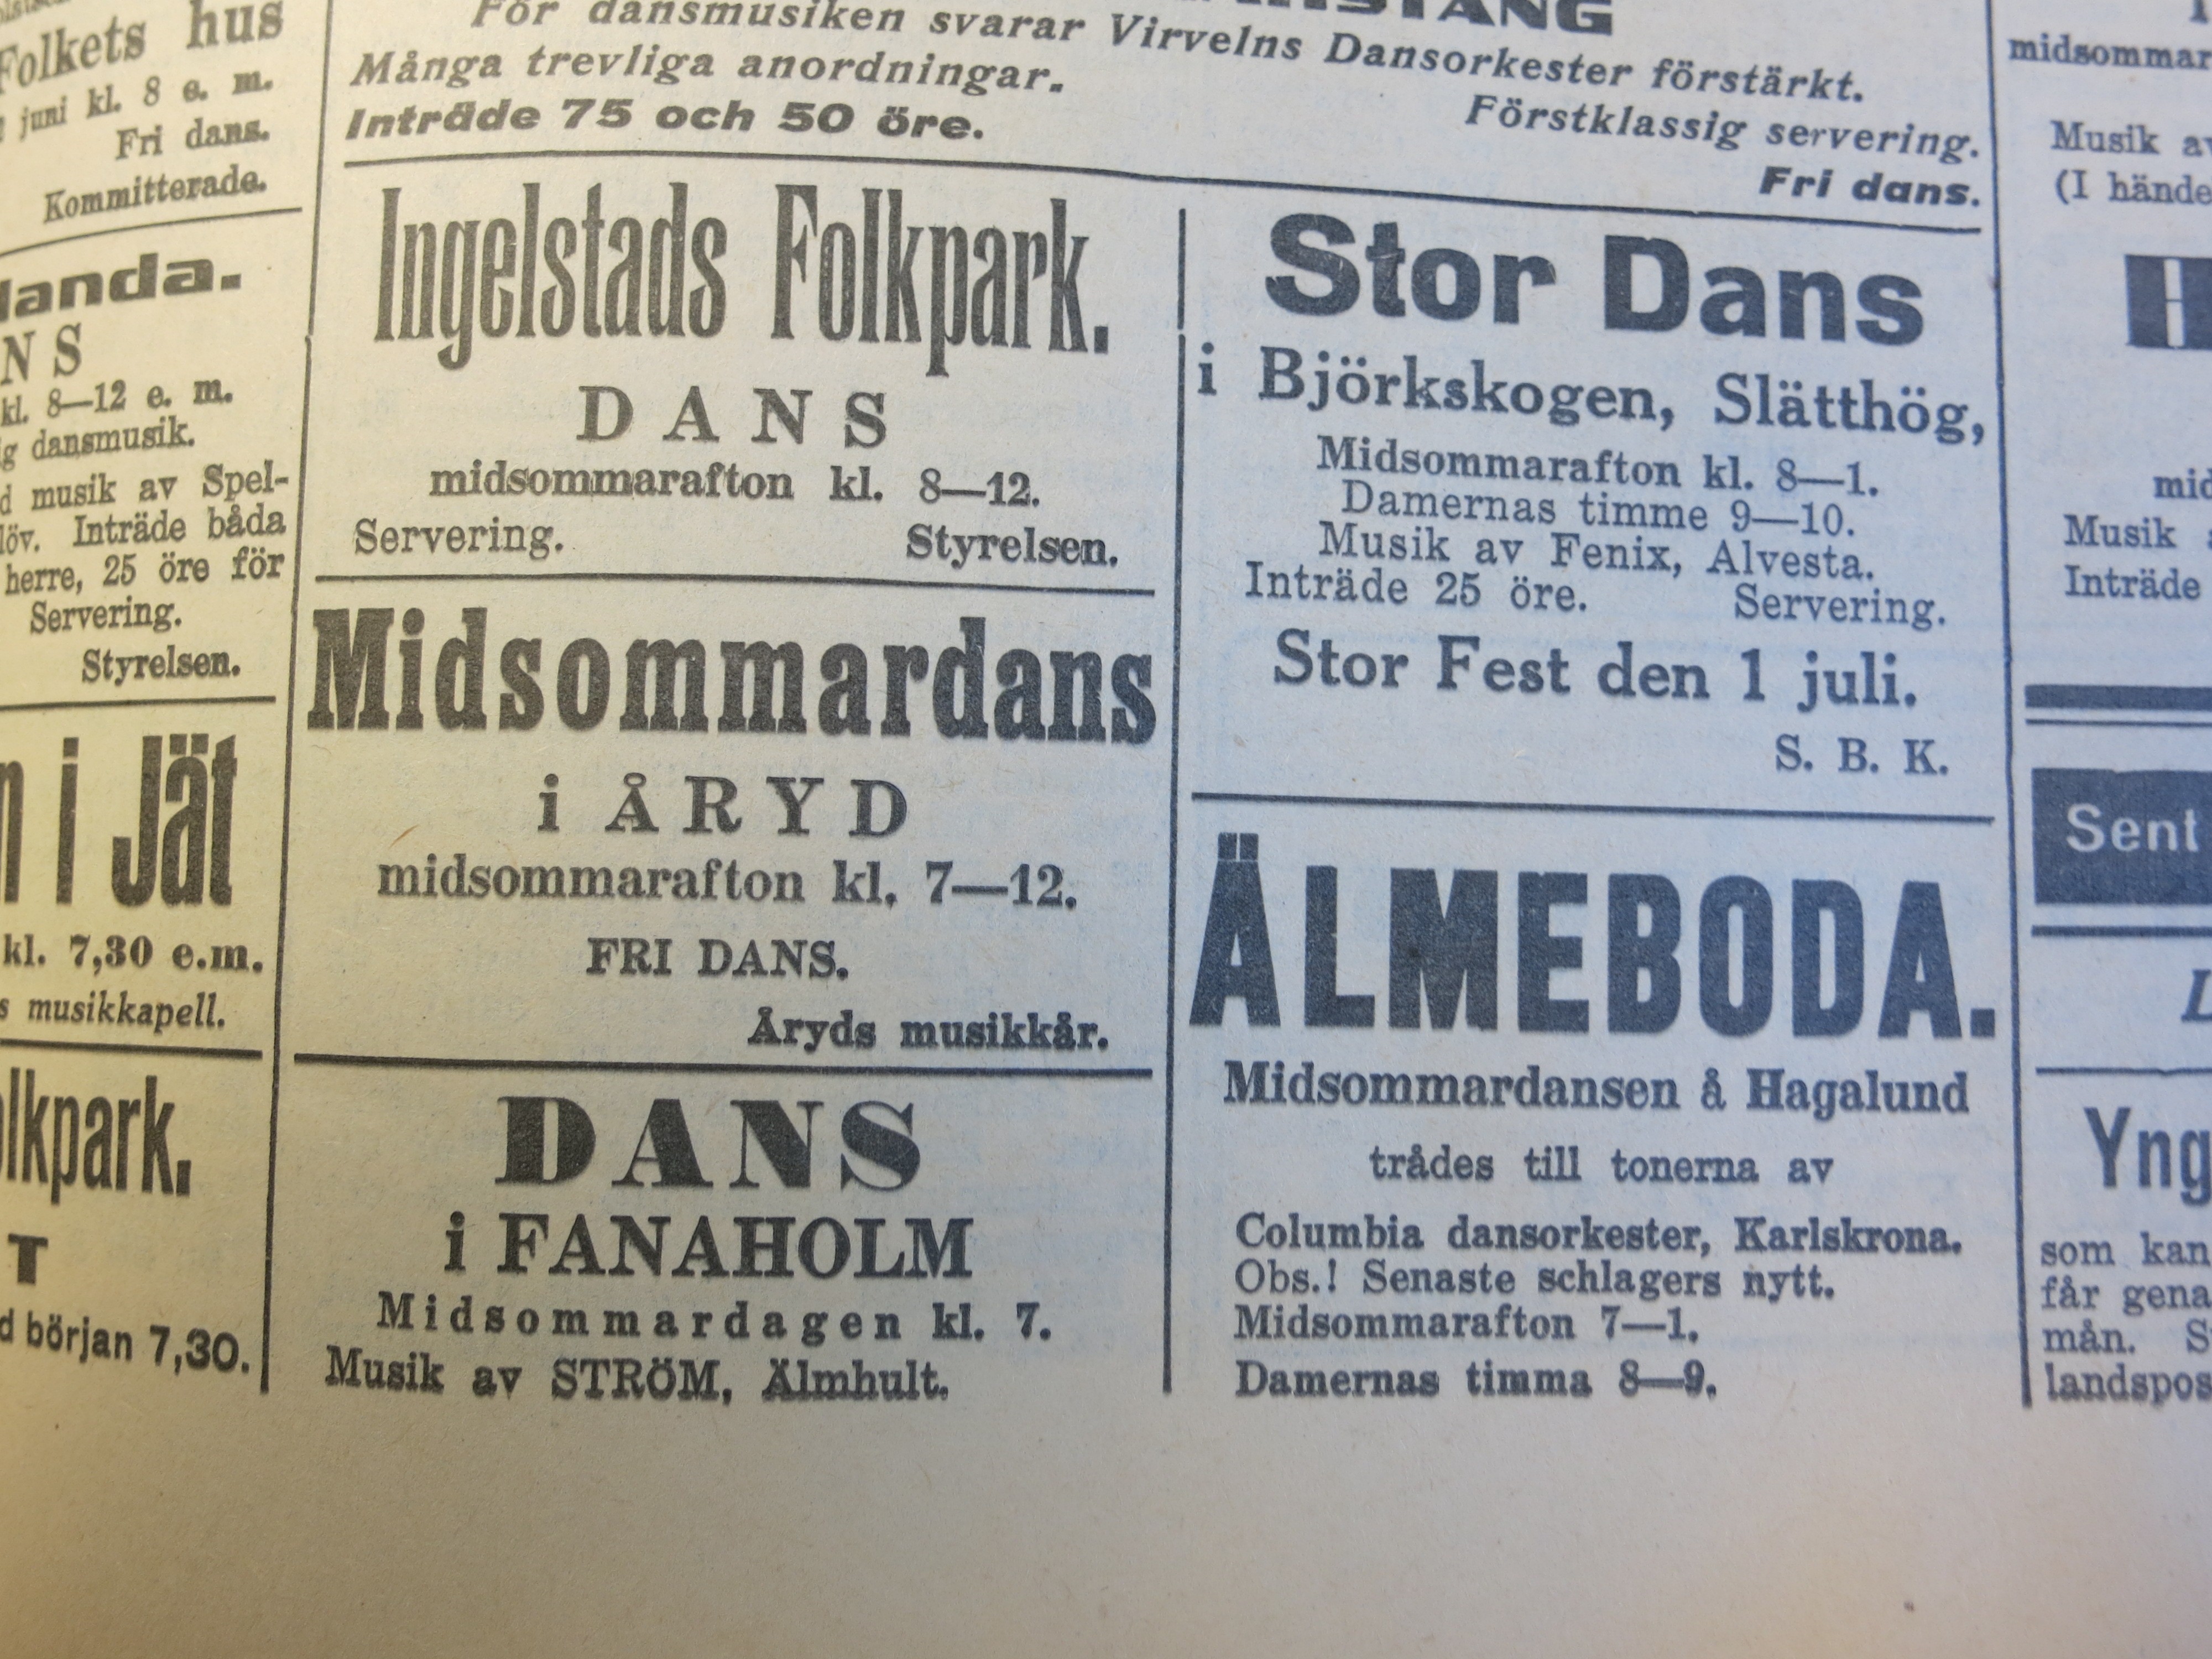 Folkets hus
juni kl. 8 e. m.
Fri dans.
Kommitterade.
landa.
N S
kl. 8—12 e. m.
dansmusik.
musik av Spel-
löv. Inträde båda
herre, 25 öre för
Servering.
Styrelsen.
i Jät
kl. 7,30 e.m.
musikkapell.
lkpark.
T
början 7,30.
För dansmusiken svarar Virvelns Dansorkester förstärkt.
Många trevliga anordningar.
Förstklassig servering.
Inträde 75 och 50 öre.
Fri dans.
Ingelstads Folkpark.
DANS
midsommarafton kl. 8—12.
Servering. Styrelsen.
Midsommardans
i ÅRYD
midsommarafton kl. 7—12.
FRI DANS.
Åryds musikkår.
DANS
i FANAHOLM
Midsommardagen kl. 7.
Musik av STRÖM, Älmhult.
Stor Dans
i Björkskogen, Slätthög,
Midsommarafton kl. 8—1.
Damernas timme 9—10.
Musik av Fenix, Alvesta.
Inträde 25 öre. Servering.
Stor Fest den 1 juli.
S. B. K.
ÄLMEBODA.
Midsommardansen å Hagalund
trådes till tonerna av
Columbia dansorkester, Karlskrona.
Obs.! Senaste schlagers nytt.
Midsommarafton 7—1.
Damernas timma 8—9.
midsommar
Musik av
(I hände
H
mid
Musik
Inträde
Sent
L
Yng
som kan
får gena
mån. S
landspos